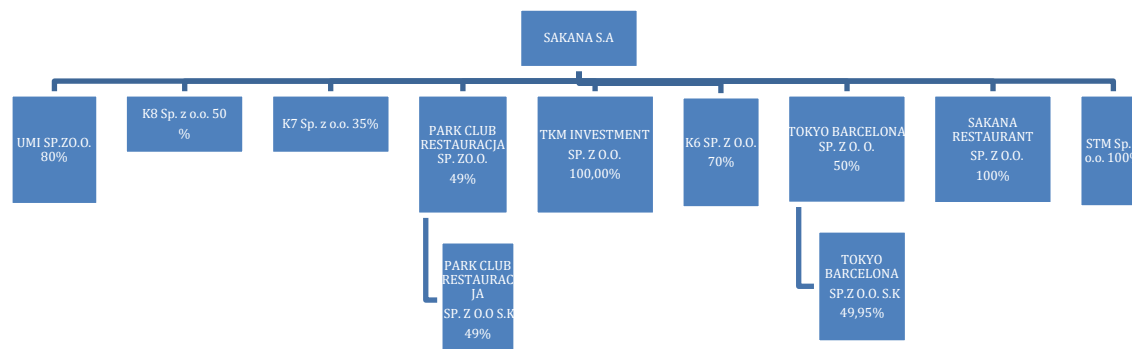 SAKANA S.A
UMI SP.ZO.O.
80%
K8 Sp. z o.o. 50
%
K7 Sp. z o.o. 35%
PARK CLUB
RESTAURACJA
SP. ZO.O.
49%
TKM INVESTMENT
SP. Z O.O.
100,00%
K6 SP. Z O.O.
70%
TOKYO BARCELONA
SP. Z O. O.
50%
SAKANA
RESTAURANT
SP. Z O.O.
100%
STM Sp.
o.o. 100%
PARK CLUB
RESTAURAC
JA
SP. Z O.O S.K
49%
TOKYO
BARCELONA
SP.Z O.O. S.K
49,95%